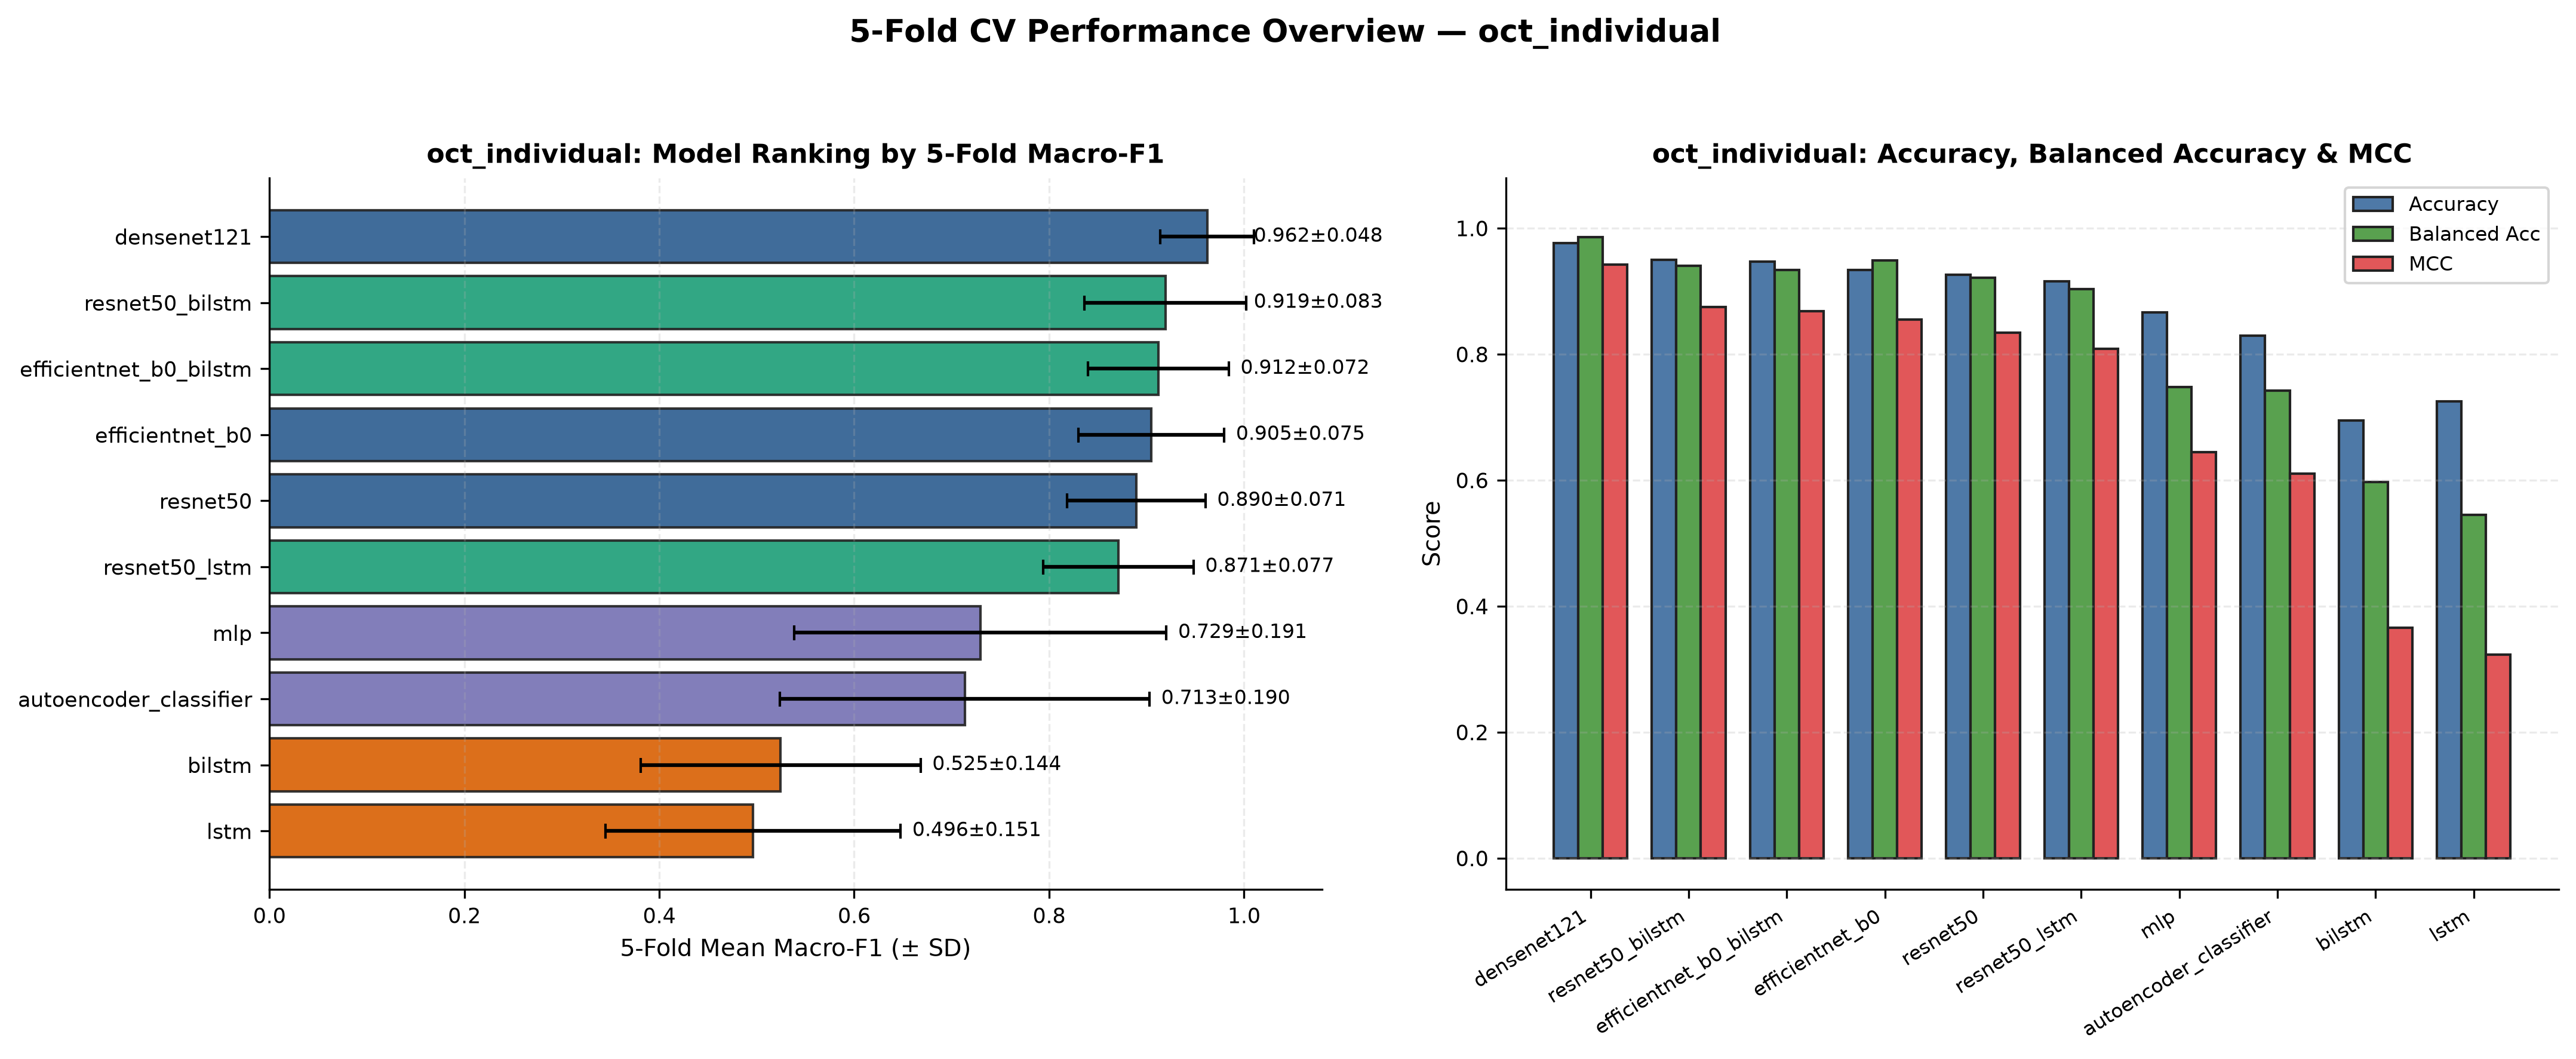 5-Fold CV Performance Overview — oct_individual
oct_individual: Model Ranking by 5-Fold Macro-F1
densenet121
0.962±0.048
resnet50_bilstm
0.919±0.083
efficientnet_b0_bilstm
0.912±0.072
efficientnet_b0
0.905±0.075
resnet50
0.890±0.071
resnet50_lstm
0.871±0.077
mlp
0.729±0.191
autoencoder_classifier
0.713±0.190
bilstm
0.525±0.144
lstm
0.496±0.151
0.0 0.2 0.4 0.6 0.8 1.0
5-Fold Mean Macro-F1 (± SD)
oct_individual: Accuracy, Balanced Accuracy & MCC
Accuracy
Balanced Acc
MCC
Score
1.0
0.8
0.6
0.4
0.2
0.0
densenet121
resnet50_bilstm
efficientnet_b0_bilstm
efficientnet_b0
resnet50
resnet50_lstm
mlp
autoencoder_classifier
bilstm
lstm